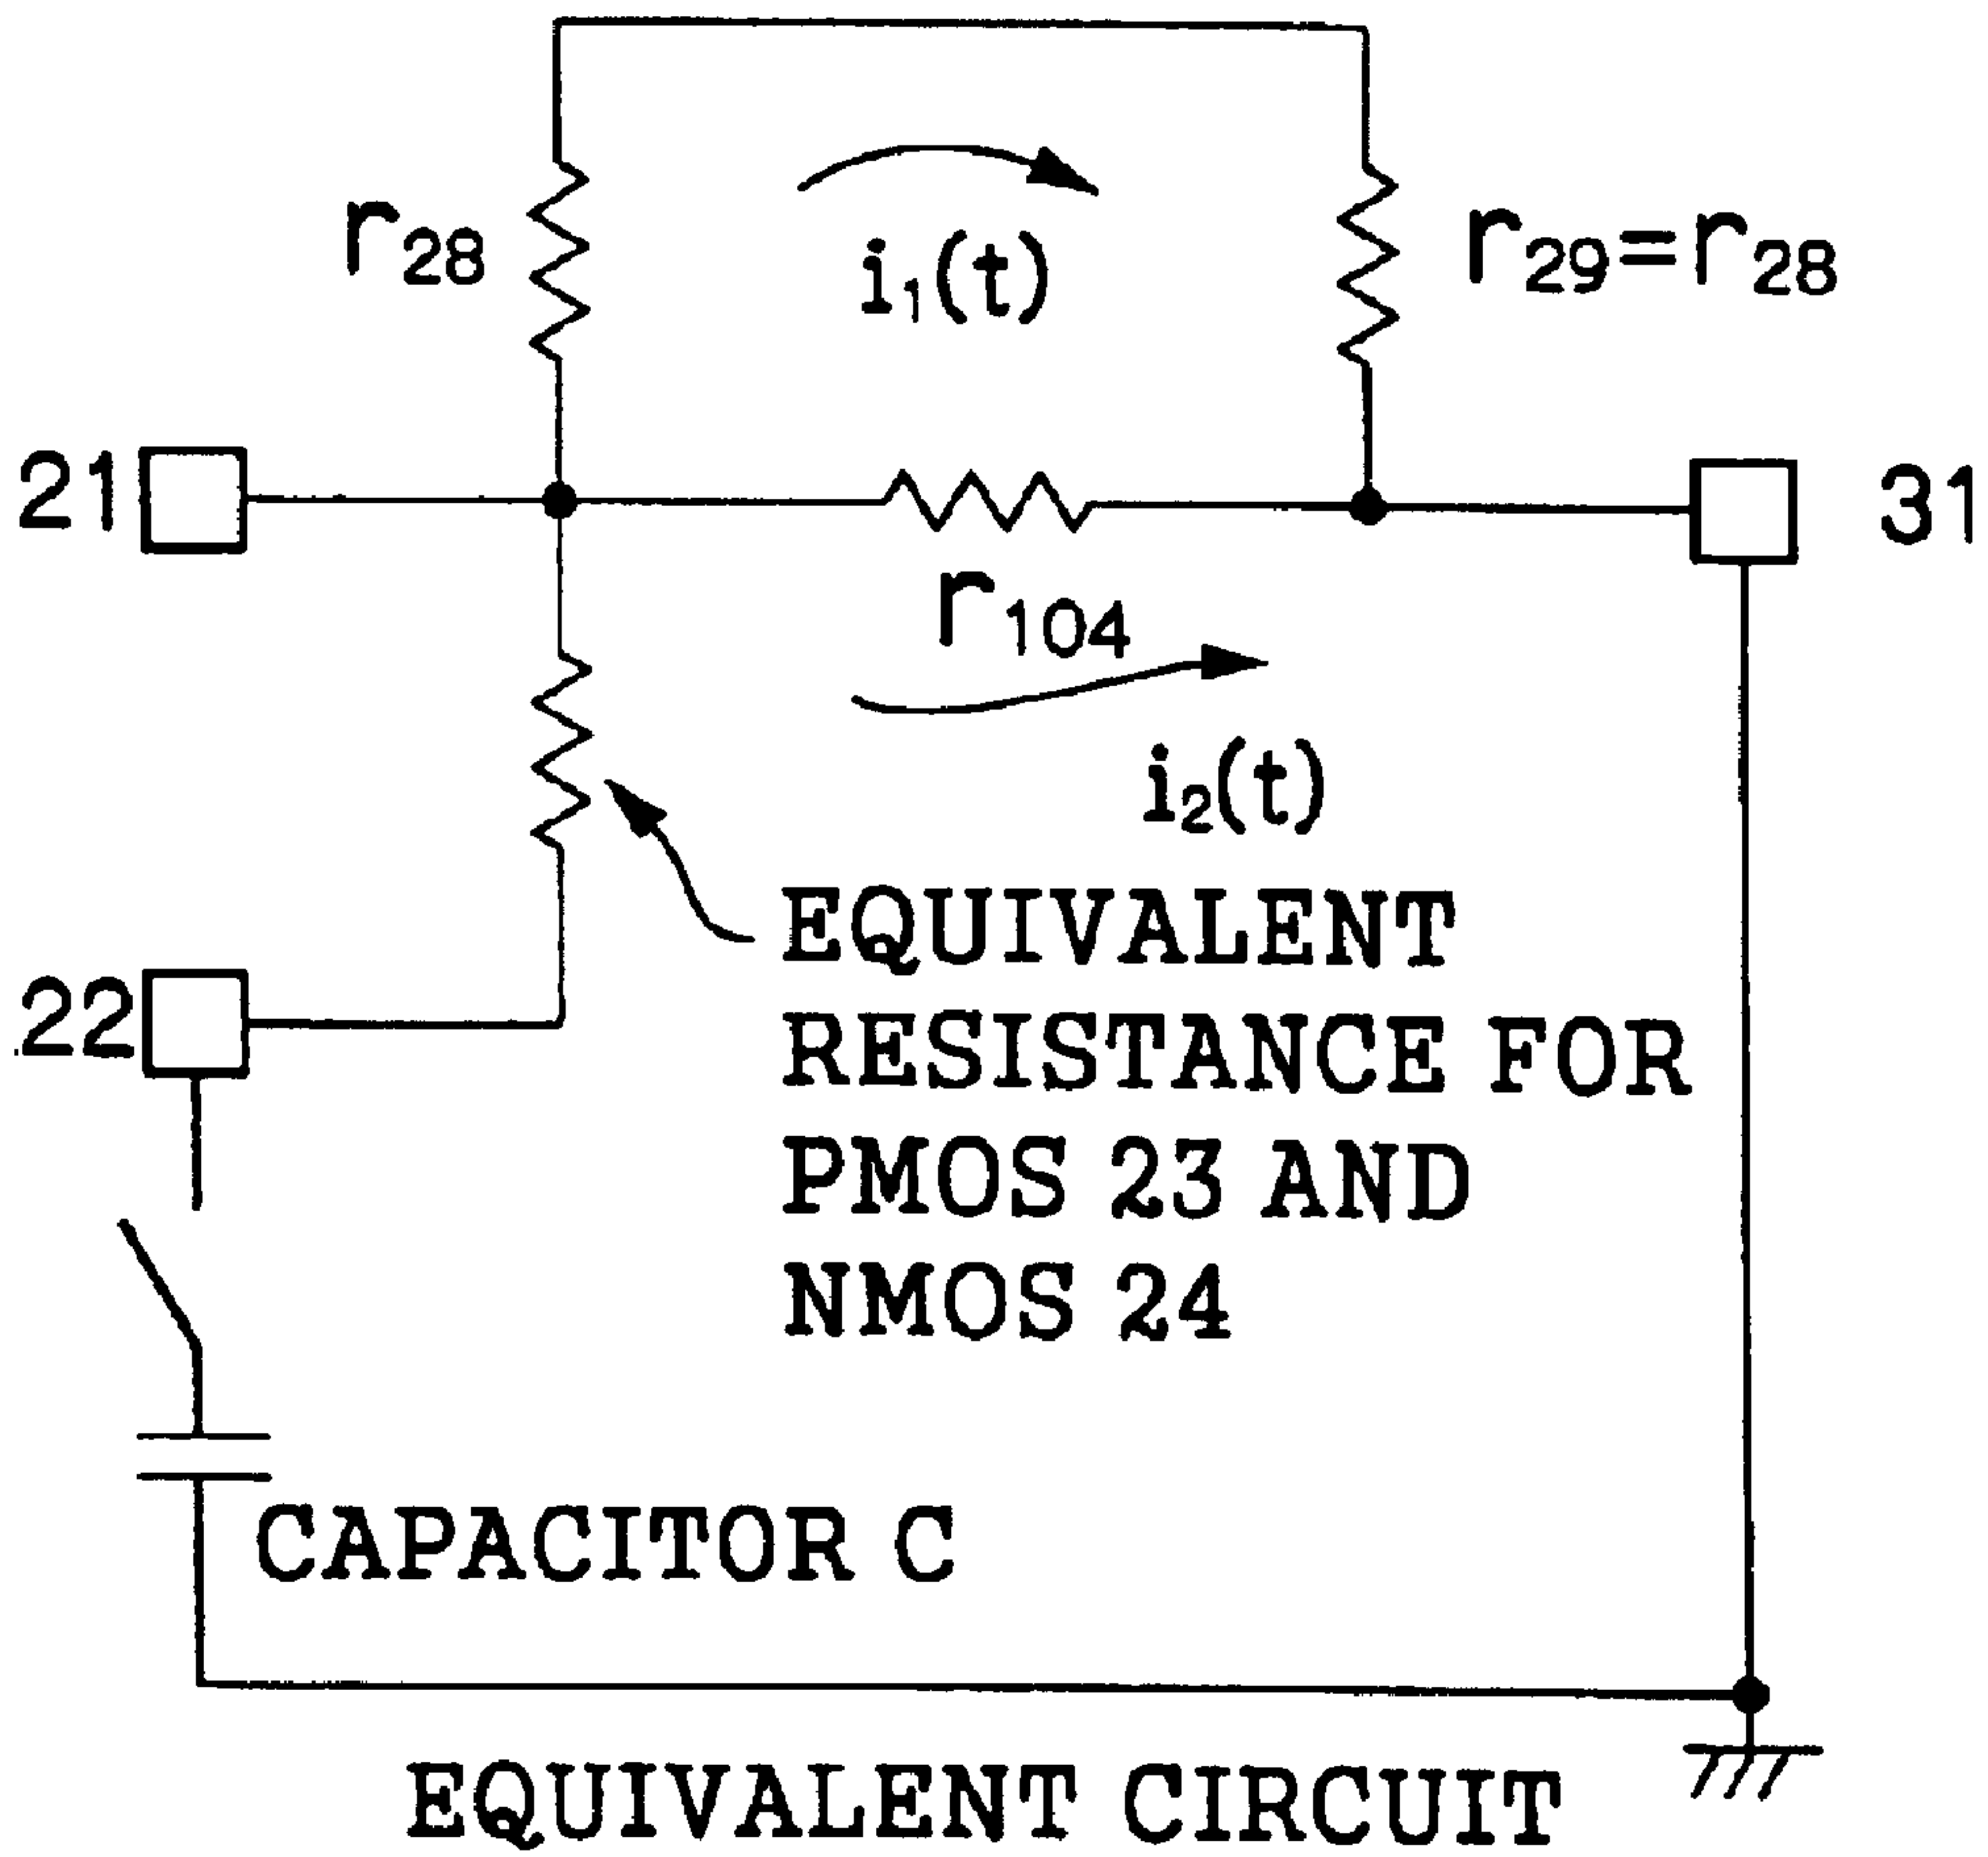 r28
i1(t)
r29=r28
21
31
r104
i2(t)
22
EQUIVALENT
RESISTANCE FOR
PMOS 23 AND
NMOS 24
CAPACITOR C
EQUIVALENT CIRCUIT